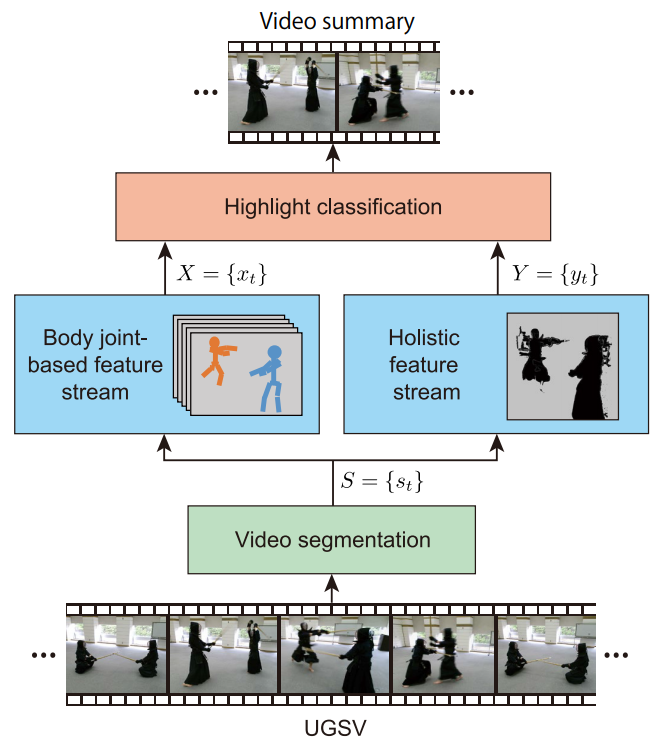 Video summary
... ...
Highlight classification
X = {x_t} Y = {y_t}
Body joint-
based feature
stream
Holistic
feature
stream
S = {s_t}
Video segmentation
... ...
UGSV